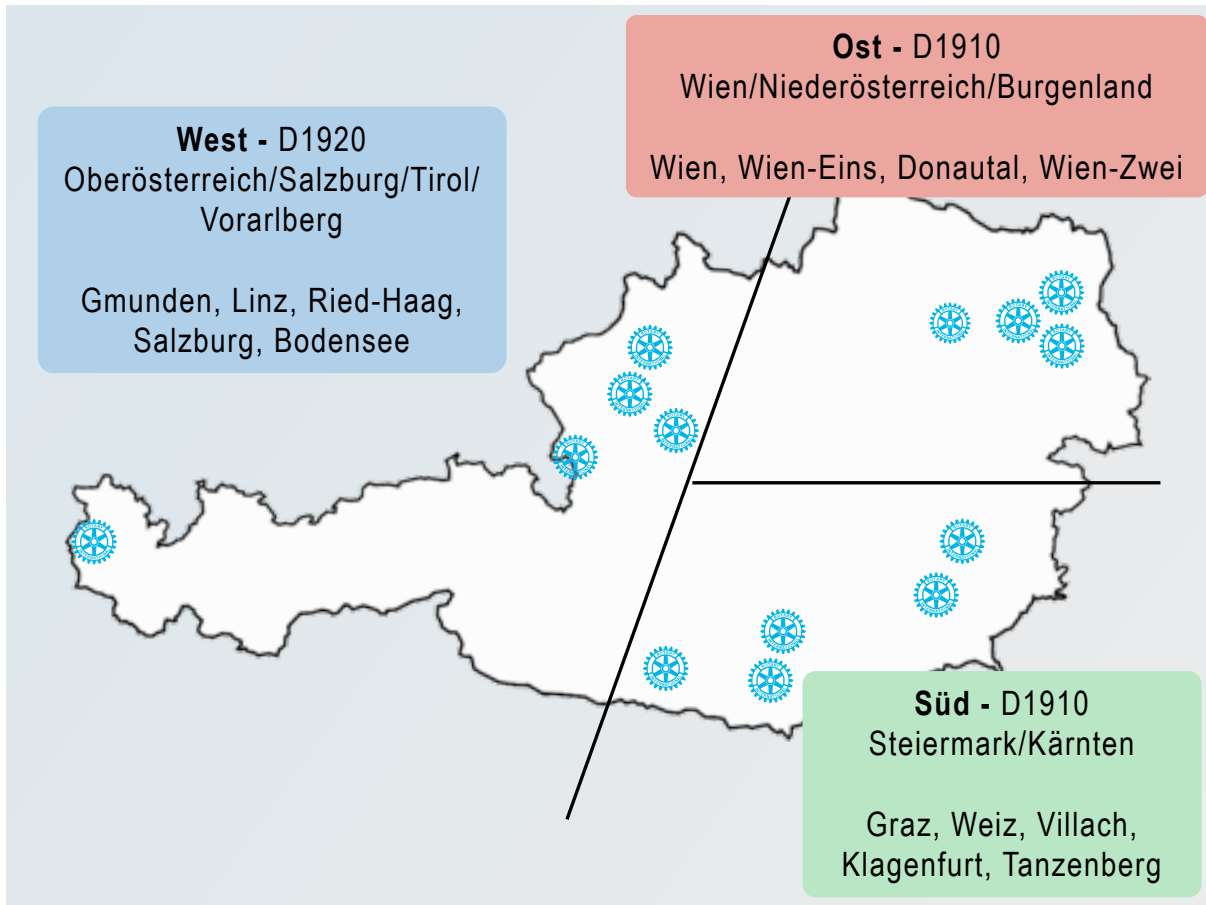 Ost - D1910
Wien/Niederösterreich/Burgenland
Wien, Wien-Eins, Donautal, Wien-Zwei
West - D1920
Oberösterreich/Salzburg/Tirol/
Vorarlberg
Gmunden, Linz, Ried-Haag,
Salzburg, Bodensee
Süd - D1910
Steiermark/Kärnten
Graz, Weiz, Villach,
Klagenfurt, Tanzenberg